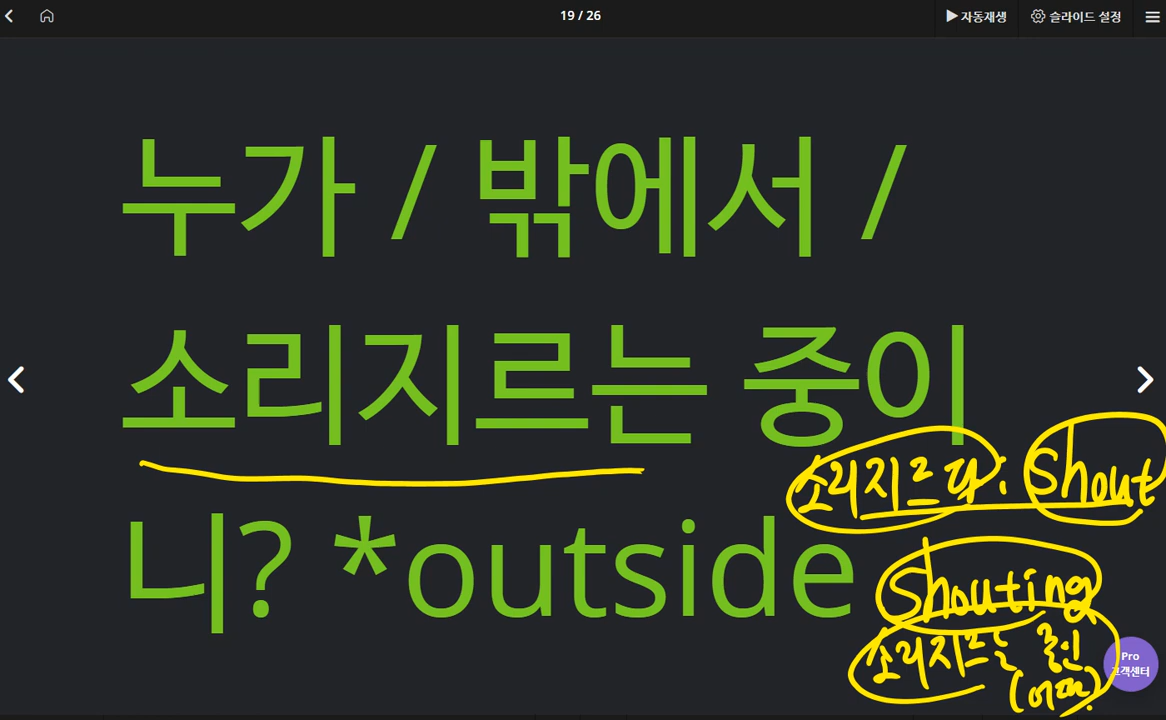 19 / 26
자동재생
슬라이드 설정
누가 / 밖에서 /
소리지르는 중이
니? *outside
소리지르다: Shout
Shouting
소리지르는 중인
Pro
고객센터